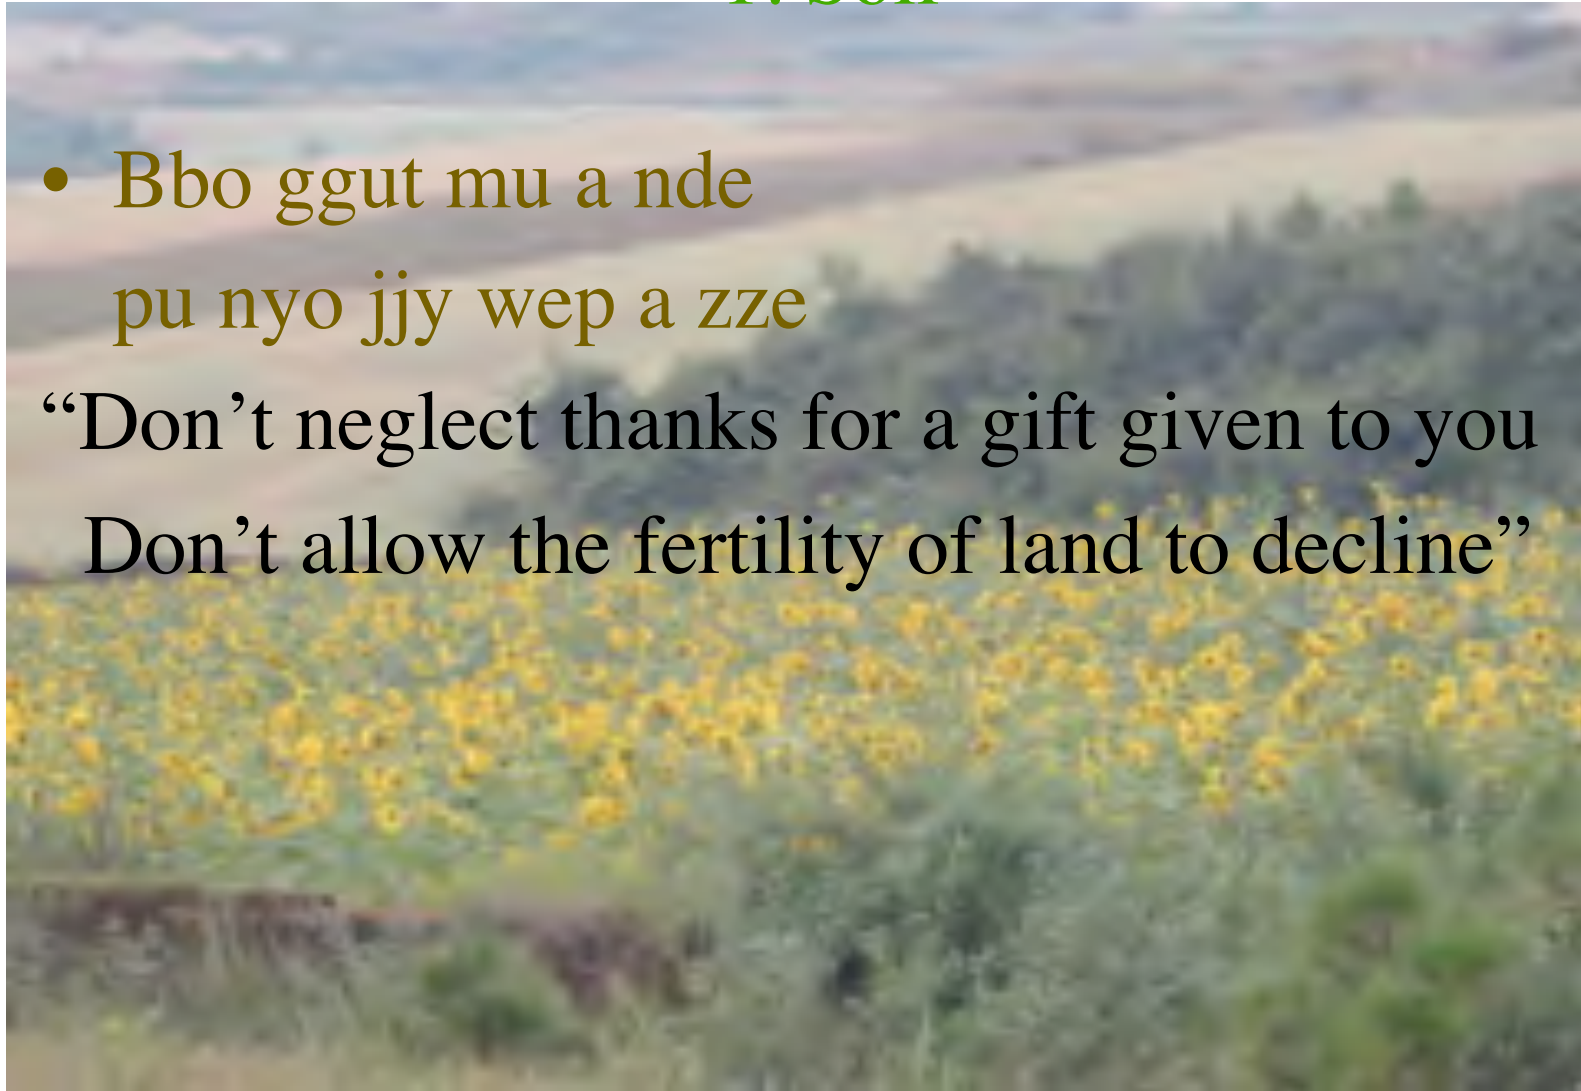 • Bbo ggut mu a nde
pu nyo jjy wep a zze
“Don’t neglect thanks for a gift given to you
Don’t allow the fertility of land to decline”